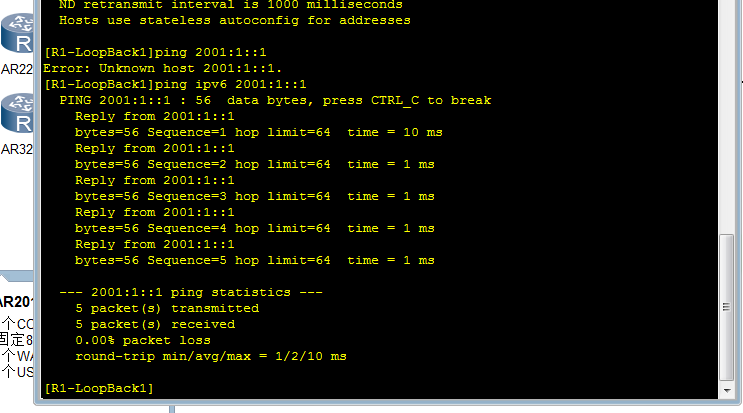 ND retransmit interval is 1000 milliseconds
Hosts use stateless autoconfig for addresses
[R1-LoopBack1]ping 2001:1::1
Error: Unknown host 2001:1::1.
[R1-LoopBack1]ping ipv6 2001:1::1
PING 2001:1::1 : 56  data bytes, press CTRL_C to break
Reply from 2001:1::1
bytes=56 Sequence=1 hop limit=64  time = 10 ms
Reply from 2001:1::1
bytes=56 Sequence=2 hop limit=64  time = 1 ms
Reply from 2001:1::1
bytes=56 Sequence=3 hop limit=64  time = 1 ms
Reply from 2001:1::1
bytes=56 Sequence=4 hop limit=64  time = 1 ms
Reply from 2001:1::1
bytes=56 Sequence=5 hop limit=64  time = 1 ms
--- 2001:1::1 ping statistics ---
5 packet(s) transmitted
5 packet(s) received
0.00% packet loss
round-trip min/avg/max = 1/2/10 ms
[R1-LoopBack1]
R
AR22
R
AR32
AR201
个CO
固定8
个WA
个US